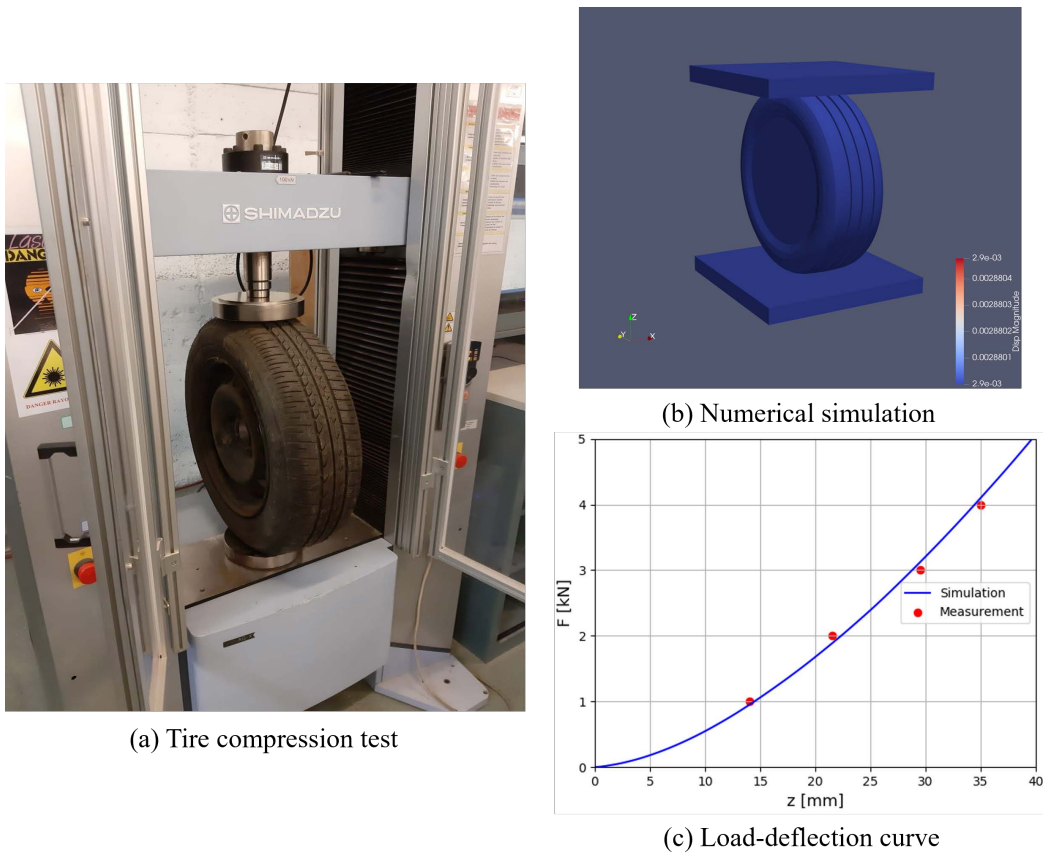 100kN
SHIMADZU
DANGER
(a) Tire compression test
2.9e-03
0.0028804
0.0028803
0.0028802
0.0028801
2.9e-03
Disp Magnitude
Z
Y
X
(b) Numerical simulation
5
4
3
2
1
0
F [kN]
Simulation
Measurement
0 5 10 15 20 25 30 35 40
z [mm]
(c) Load-deflection curve